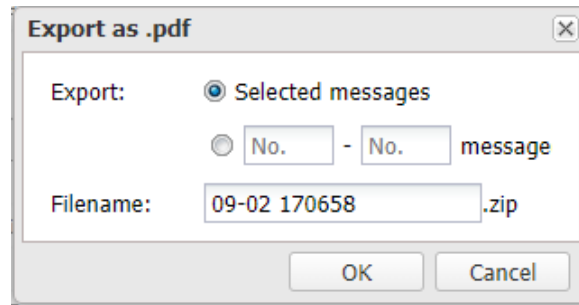 Export as .pdf
Export: Selected messages
No. - No. message
Filename: 09-02 170658 .zip
OK Cancel